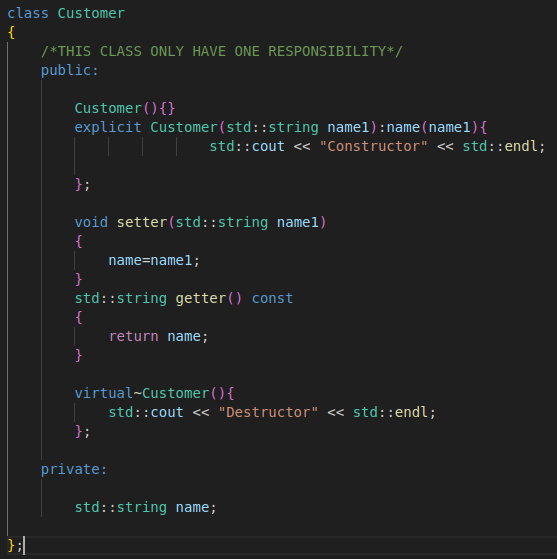 class Customer
{
/*THIS CLASS ONLY HAVE ONE RESPONSIBILITY*/
public:
Customer(){}
explicit Customer(std::string name1):name(name1){
std::cout << "Constructor" << std::endl;
};
void setter(std::string name1)
{
name=name1;
}
std::string getter() const
{
return name;
}
virtual~Customer(){
std::cout << "Destructor" << std::endl;
};
private:
std::string name;
};